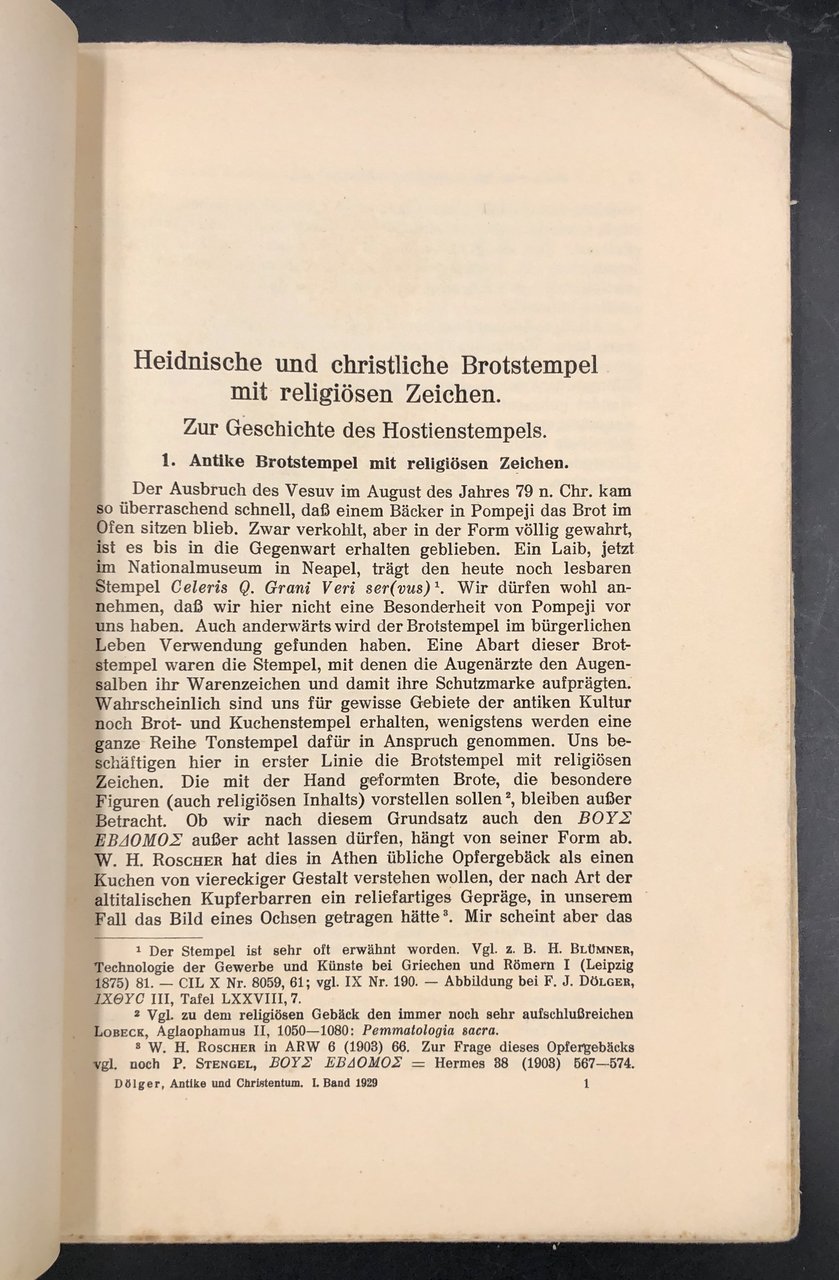 Heidnische und christliche Brotstempel
mit religiösen Zeichen.
Zur Geschichte des Hostienstempels.
1. Antike Brotstempel mit religiösen Zeichen.
Der Ausbruch des Vesuv im August des Jahres 79 n. Chr. kam
so überraschend schnell, daß einem Bäcker in Pompeji das Brot im
Ofen sitzen blieb. Zwar verkohlt, aber in der Form völlig gewahrt,
ist es bis in die Gegenwart erhalten geblieben. Ein Laib, jetzt
im Nationalmuseum in Neapel, trägt den heute noch lesbaren
Stempel Celeris Q. Grani Veri ser(vus)¹. Wir dürfen wohl an-
nehmen, daß wir hier nicht eine Besonderheit von Pompeji vor
uns haben. Auch anderwärts wird der Brotstempel im bürgerlichen
Leben Verwendung gefunden haben. Eine Abart dieser Brot-
stempel waren die Stempel, mit denen die Augenärzte den Augen-
salben ihr Warenzeichen und damit ihre Schutzmarke aufprägten.
Wahrscheinlich sind uns für gewisse Gebiete der antiken Kultur
noch Brot- und Kuchenstempel erhalten, wenigstens werden eine
ganze Reihe Tonstempel dafür in Anspruch genommen. Uns be-
schäftigen hier in erster Linie die Brotstempel mit religiösen
Zeichen. Die mit der Hand geformten Brote, die besondere
Figuren (auch religiösen Inhalts) vorstellen sollen², bleiben außer
Betracht. Ob wir nach diesem Grundsatz auch den ΒΟΥΣ
ΕΒΔΟΜΟΣ außer acht lassen dürfen, hängt von seiner Form ab.
W. H. Roscher hat dies in Athen übliche Opfergebäck als einen
Kuchen von viereckiger Gestalt verstehen wollen, der nach Art der
altitalischen Kupferbarren ein reliefartiges Gepräge, in unserem
Fall das Bild eines Ochsen getragen hätte³. Mir scheint aber das
¹ Der Stempel ist sehr oft erwähnt worden. Vgl. z. B. H. Blümner,
Technologie der Gewerbe und Künste bei Griechen und Römern I (Leipzig
1875) 81. — CIL X Nr. 8059, 61; vgl. IX Nr. 190. — Abbildung bei F. J. Dölger,
ΙΧΘΥC III, Tafel LXXVIII, 7.
² Vgl. zu dem religiösen Gebäck den immer noch sehr aufschlußreichen
Lobeck, Aglaophamus II, 1050—1080: Pemmatologia sacra.
³ W. H. Roscher in ARW 6 (1903) 66. Zur Frage dieses Opfergebäcks
vgl. noch P. Stengel, ΒΟΥΣ ΕΒΔΟΜΟΣ = Hermes 38 (1903) 567—574.
Dölger, Antike und Christentum. I. Band 1929 1